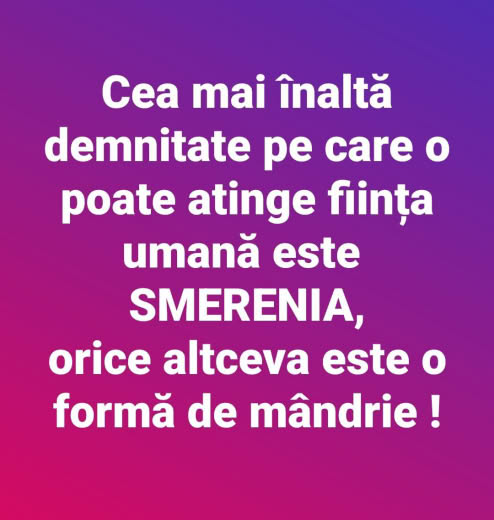 Cea mai înaltă
demnitate pe care o
poate atinge ființa
umană este
SMERENIA,
orice altceva este o
formă de mândrie !